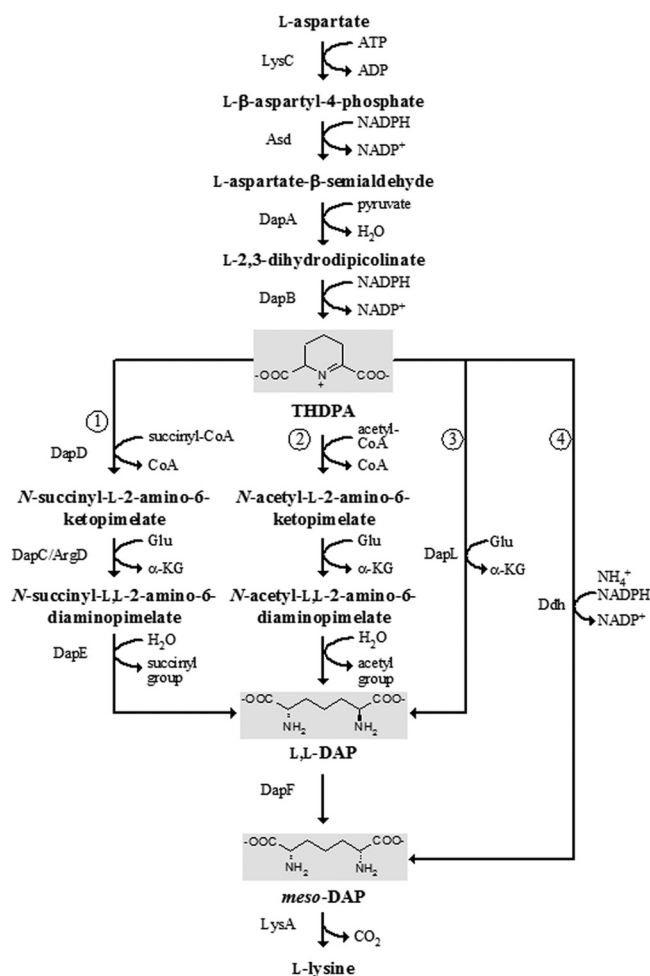 L-aspartate
LysC
ATP
ADP
L-β-aspartyl-4-phosphate
Asd
NADPH
NADP+
L-aspartate-β-semialdehyde
DapA
pyruvate
H2O
L-2,3-dihydrodipicolinate
DapB
NADPH
NADP+
-OOC
N
+
COO-
THDPA
1
DapD
succinyl-CoA
CoA
2
acetyl-
CoA
CoA
3
4
N-succinyl-L-2-amino-6-
ketopimelate
N-acetyl-L-2-amino-6-
ketopimelate
DapC/ArgD
Glu
α-KG
Glu
α-KG
DapL
Glu
α-KG
N-succinyl-L,L-2-amino-6-
diaminopimelate
N-acetyl-L,L-2-amino-6-
diaminopimelate
Ddh
NH4+
NADPH
NADP+
DapE
H2O
succinyl
group
H2O
acetyl
group
-OOC
COO-
NH2
NH2
L,L-DAP
DapF
-OOC
COO-
NH2
NH2
meso-DAP
LysA
CO2
L-lysine